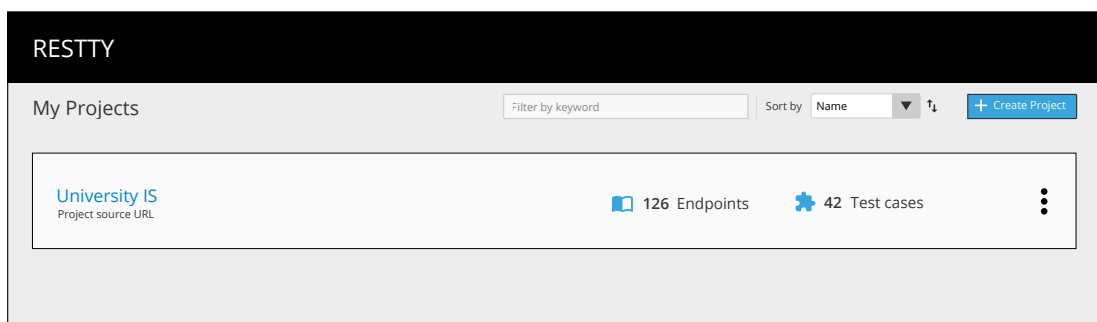 RESTTY
My Projects
Filter by keyword
Sort by Name
Create Project
University IS
Project source URL
126 Endpoints
42 Test cases